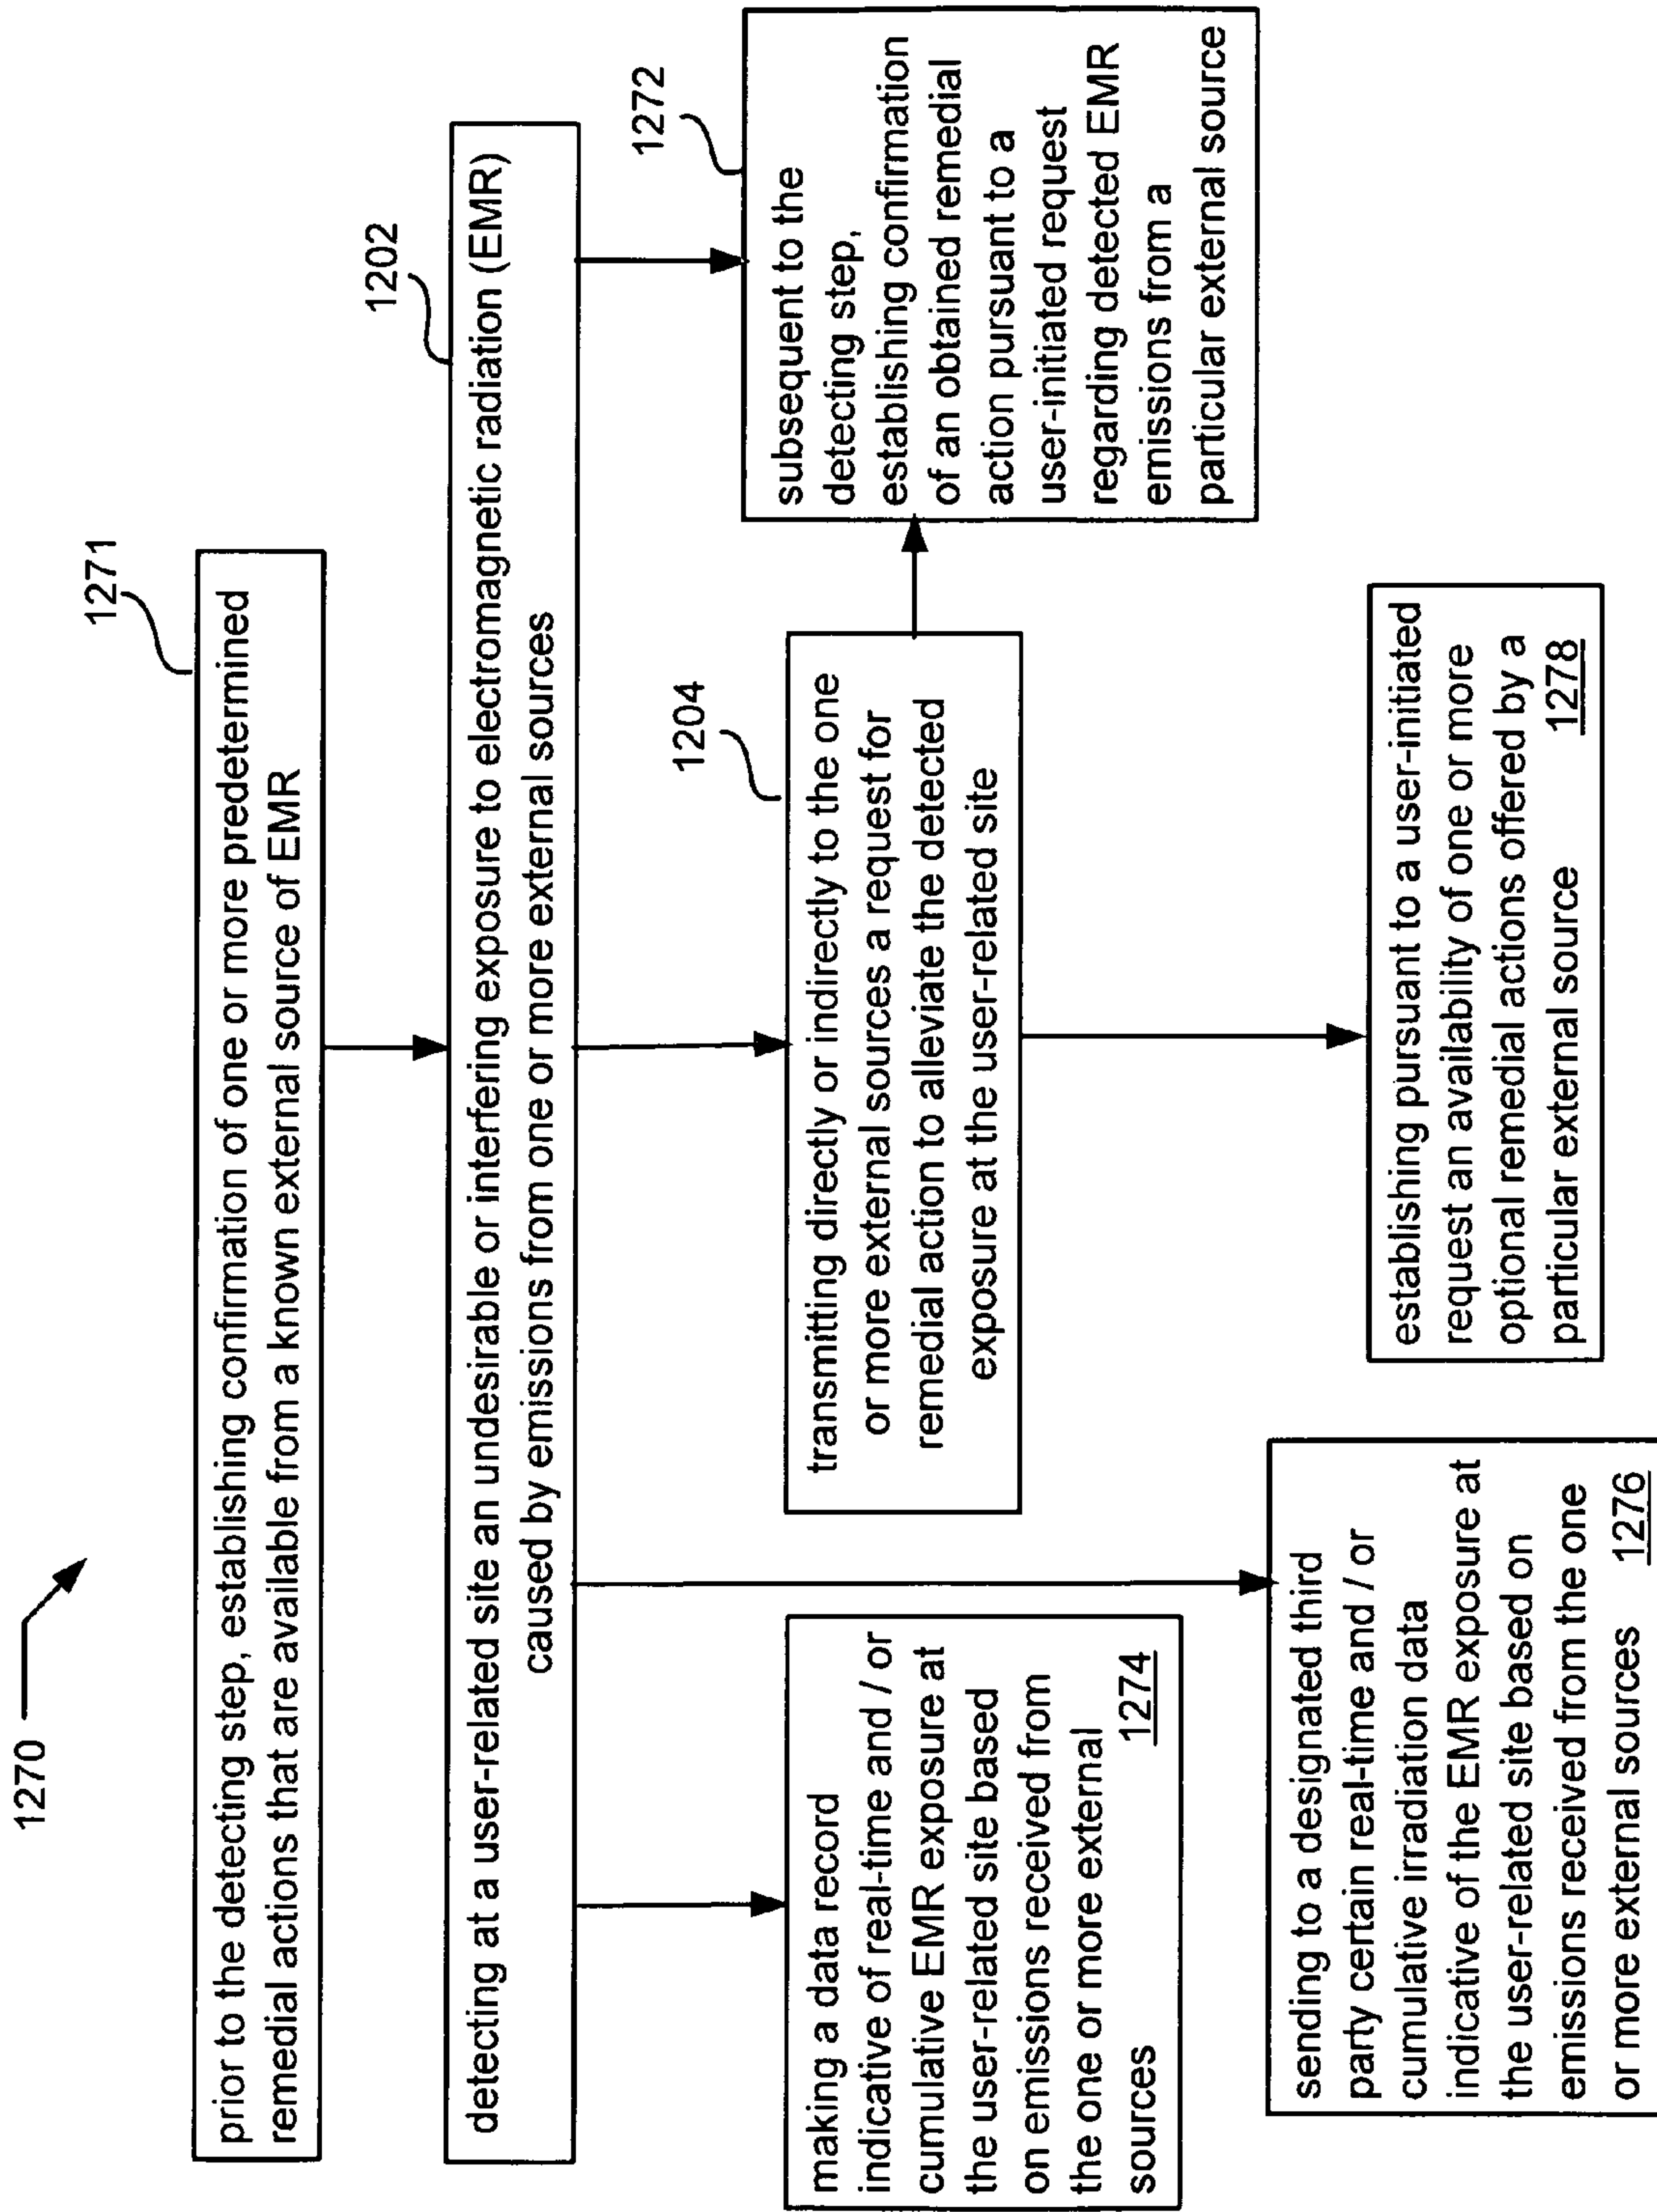 1270
1271
prior to the detecting step, establishing confirmation of one or more predetermined
remedial actions that are available from a known external source of EMR
1202
detecting at a user-related site an undesirable or interfering exposure to electromagnetic radiation (EMR)
caused by emissions from one or more external sources
making a data record
indicative of real-time and / or
cumulative EMR exposure at
the user-related site based
on emissions received from
the one or more external
sources 1274
1204
transmitting directly or indirectly to the one
or more external sources a request for
remedial action to alleviate the detected
exposure at the user-related site
1272
subsequent to the
detecting step,
establishing confirmation
of an obtained remedial
action pursuant to a
user-initiated request
regarding detected EMR
emissions from a
particular external source
sending to a designated third
party certain real-time and / or
cumulative irradiation data
indicative of the EMR exposure at
the user-related site based on
emissions received from the one
or more external sources 1276
establishing pursuant to a user-initiated
request an availability of one or more
optional remedial actions offered by a
particular external source 1278